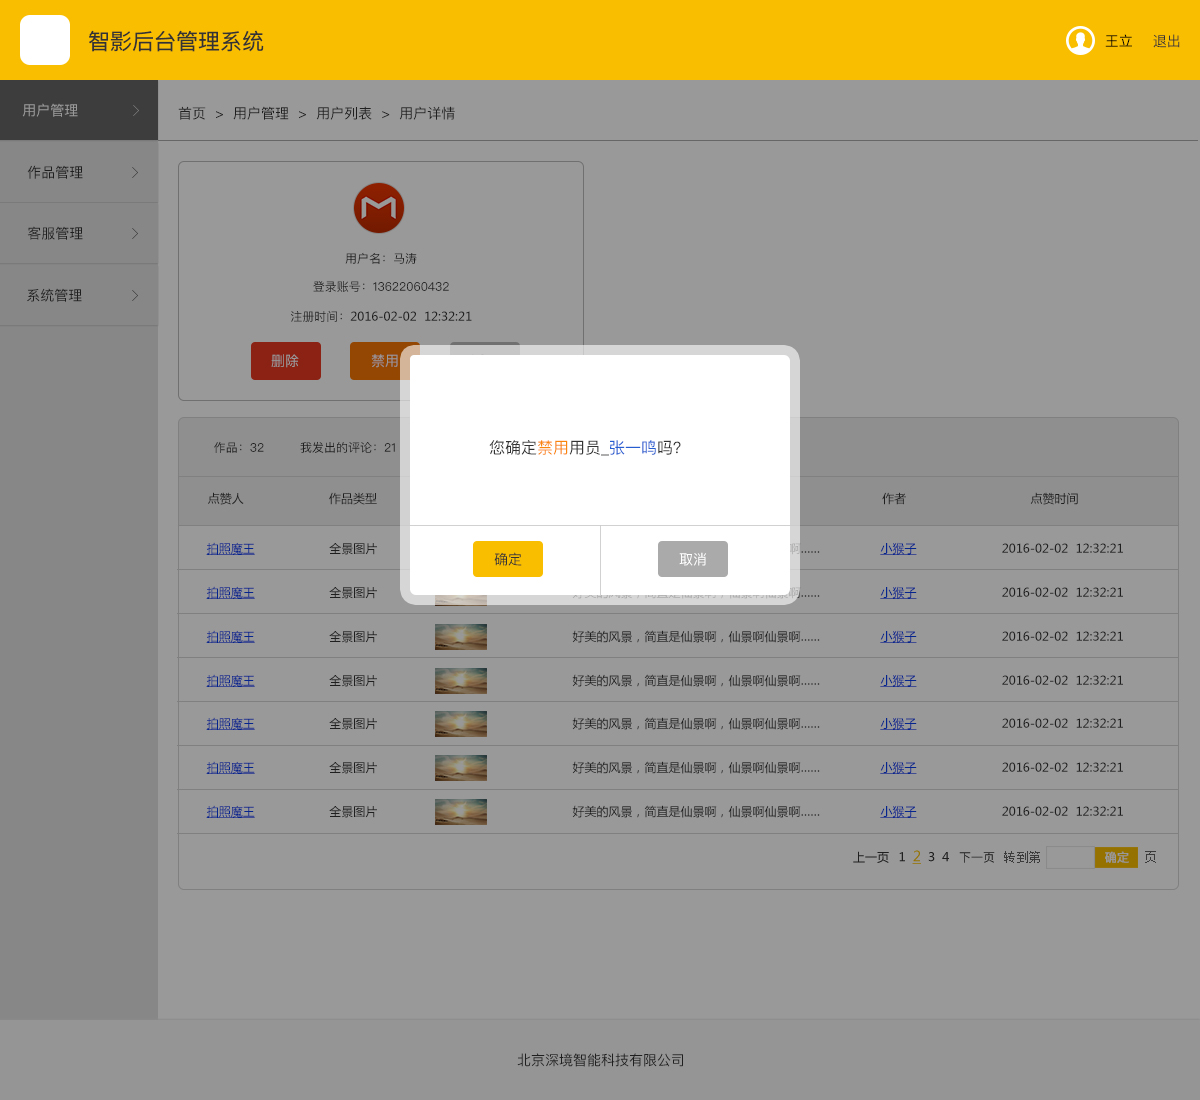 智影后台管理系统
王立 退出
用户管理
作品管理
客服管理
系统管理
首页 > 用户管理 > 用户列表 > 用户详情
用户名：马涛
登录账号：13622060432
注册时间：2016-02-02 12:32:21
删除 禁用
您确定禁用用员_张一鸣吗?
确定 取消
作品：32 我发出的评论：21
点赞人 作品类型 作者 点赞时间
拍照魔王 全景图片 啊...... 小猴子 2016-02-02 12:32:21
拍照魔王 全景图片 好美的风景，简直是仙景啊，仙景啊仙景啊...... 小猴子 2016-02-02 12:32:21
拍照魔王 全景图片 好美的风景，简直是仙景啊，仙景啊仙景啊...... 小猴子 2016-02-02 12:32:21
拍照魔王 全景图片 好美的风景，简直是仙景啊，仙景啊仙景啊...... 小猴子 2016-02-02 12:32:21
拍照魔王 全景图片 好美的风景，简直是仙景啊，仙景啊仙景啊...... 小猴子 2016-02-02 12:32:21
拍照魔王 全景图片 好美的风景，简直是仙景啊，仙景啊仙景啊...... 小猴子 2016-02-02 12:32:21
拍照魔王 全景图片 好美的风景，简直是仙景啊，仙景啊仙景啊...... 小猴子 2016-02-02 12:32:21
上一页 1 2 3 4 下一页 转到第 确定 页
北京深境智能科技有限公司